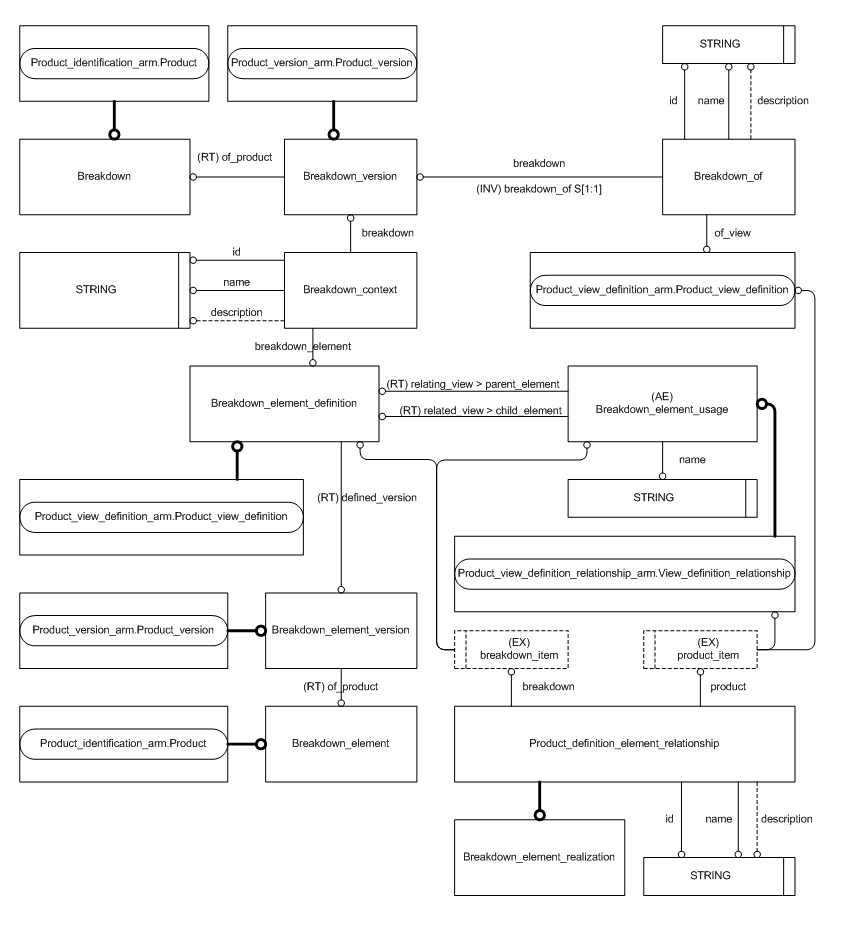 Product_identification_arm.Product
Product_version_arm.Product_version
STRING
id
name
description
Breakdown
(RT) of_product
Breakdown_version
breakdown
(INV) breakdown_of S[1:1]
Breakdown_of
breakdown
of_view
STRING
id
name
description
Breakdown_context
Product_view_definition_arm.Product_view_definition
breakdown_element
Breakdown_element_definition
(RT) relating_view > parent_element
(RT) related_view > child_element
(AE)
Breakdown_element_usage
name
STRING
Product_view_definition_arm.Product_view_definition
(RT) defined_version
Product_view_definition_relationship_arm.View_definition_relationship
Product_version_arm.Product_version
Breakdown_element_version
(EX)
breakdown_item
(EX)
product_item
(RT) of_product
breakdown
product
Product_identification_arm.Product
Breakdown_element
Product_definition_element_relationship
id
name
description
Breakdown_element_realization
STRING